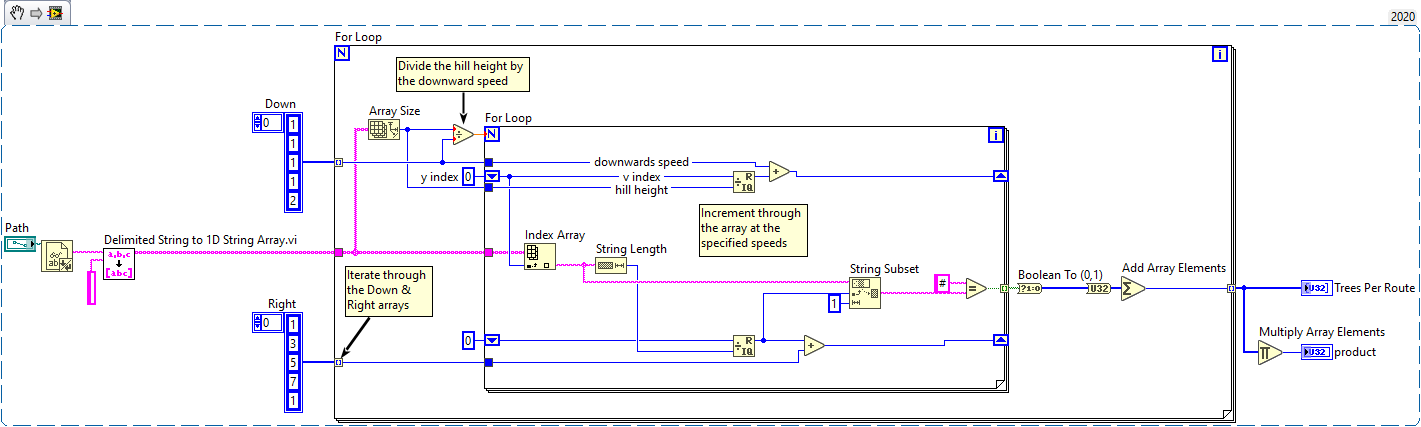 2020
For Loop
N
i
Divide the hill height by
the downward speed
Down
Array Size
For Loop
0
1
1
1
1
2
N
i
downwards speed
y index
0
v index
R
IQ
hill height
Increment through
the array at the
specified speeds
Path
Delimited String to 1D String Array.vi
a,b,c
[abc]
Index Array
String Length
Iterate through
the Down &
Right arrays
String Subset
#
=
Boolean To (0,1)
?1:0
U32
Add Array Elements
Σ
U32
Trees Per Route
1
Right
0
1
3
5
7
1
0
R
IQ
+
Multiply Array Elements
U32
product